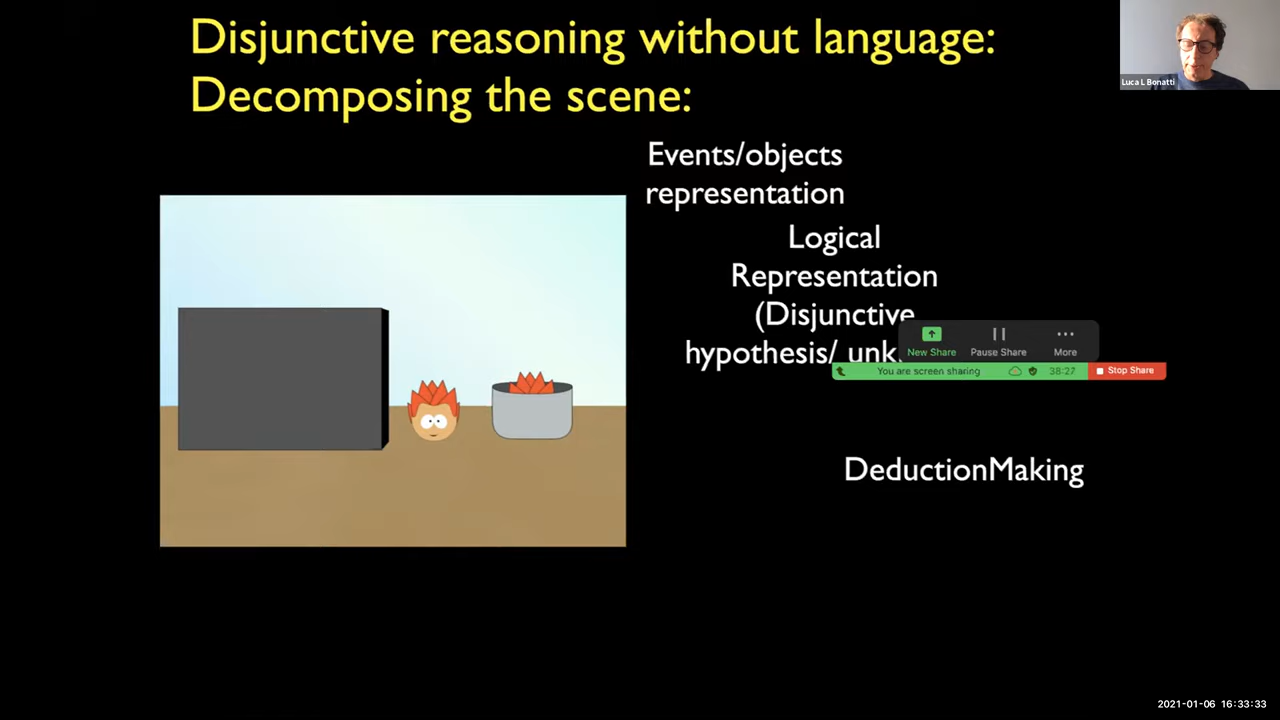 Disjunctive reasoning without language:
Decomposing the scene:
Luca L Bonatti
Events/objects
representation
Logical
Representation
(Disjunctive
hypothesis/
New Share
Pause Share
More
You are screen sharing
38:27
Stop Share
DeductionMaking
2021-01-06 16:33:33